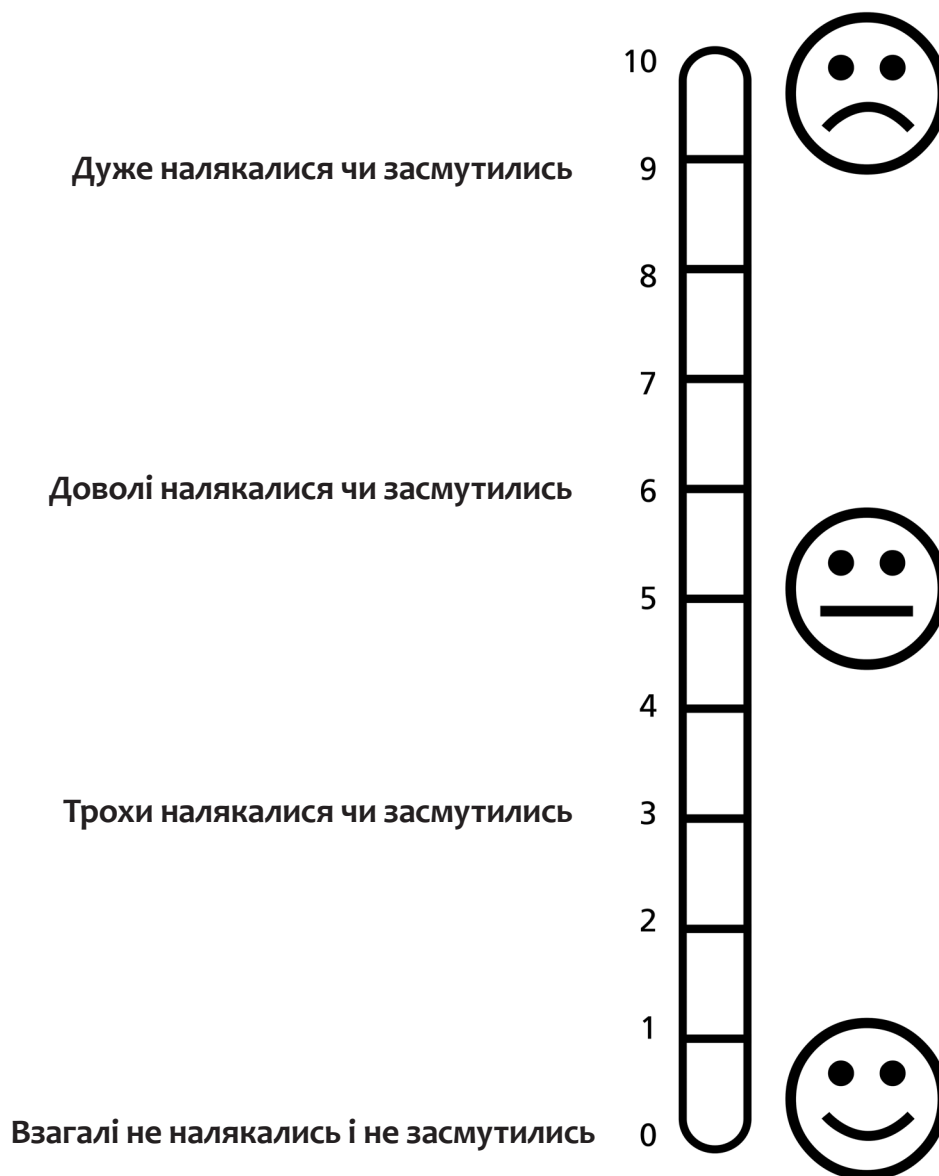 10
Дуже налякалися чи засмутились 9
8
7
Доволі налякалися чи засмутились 6
5
4
Трохи налякалися чи засмутились 3
2
1
Взагалі не налякались і не засмутились 0